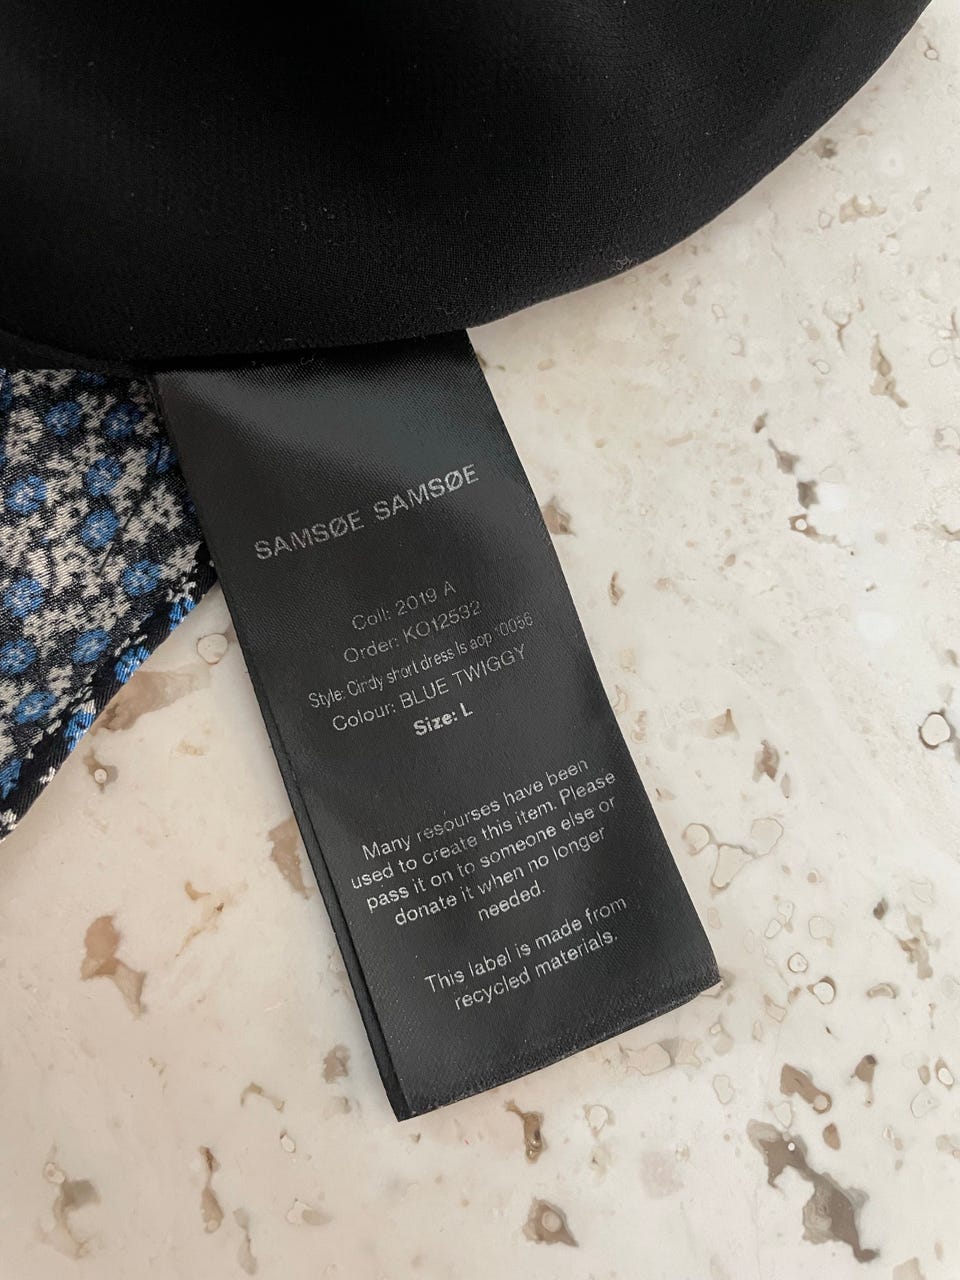 SAMSØE SAMSØE
Coll: 2019 A
Order: KO12532
Style: Cindy short dress ls aop *0056
Colour: BLUE TWIGGY
Size: L
Many resourses have been
used to create this item. Please
pass it on to someone else or
donate it when no longer
needed.
This label is made from
recycled materials.